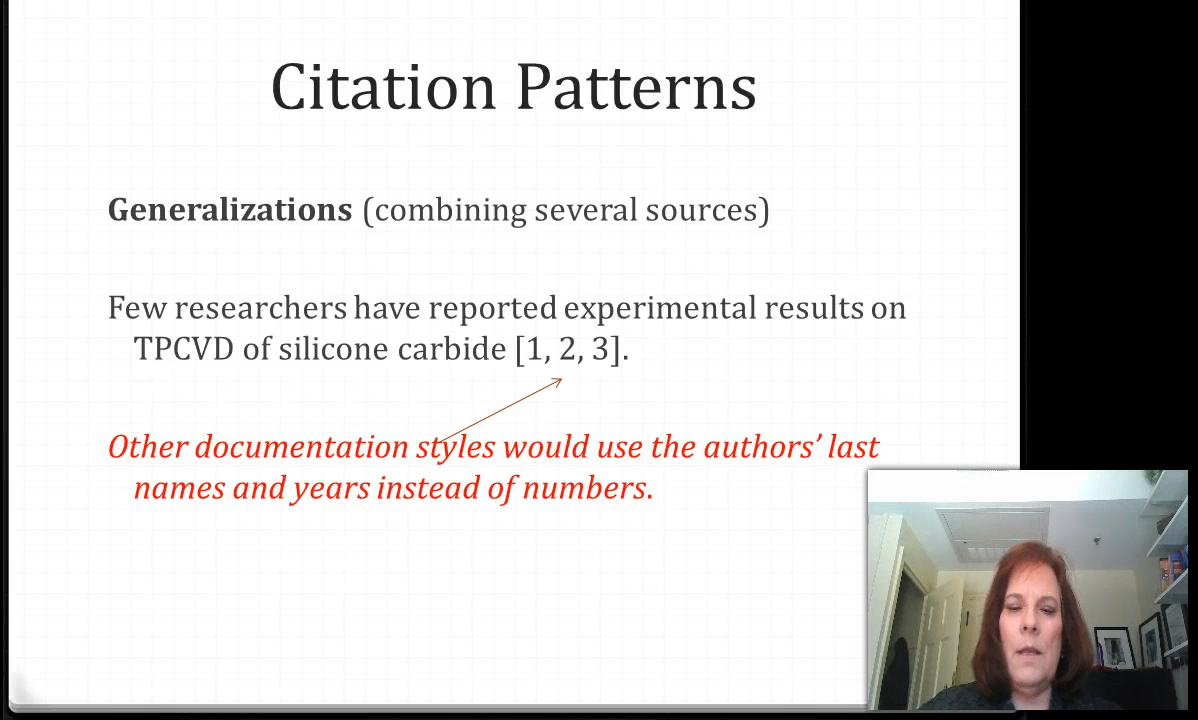 Citation Patterns
Generalizations (combining several sources)
Few researchers have reported experimental results on
TPCVD of silicone carbide [1, 2, 3].
Other documentation styles would use the authors’ last
names and years instead of numbers.